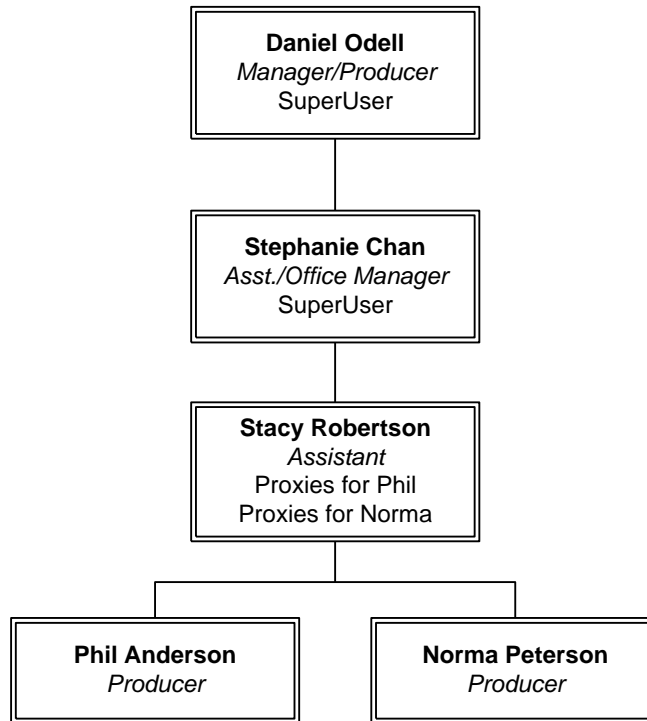 Daniel Odell
Manager/Producer
SuperUser
Stephanie Chan
Asst./Office Manager
SuperUser
Stacy Robertson
Assistant
Proxies for Phil
Proxies for Norma
Phil Anderson
Producer
Norma Peterson
Producer